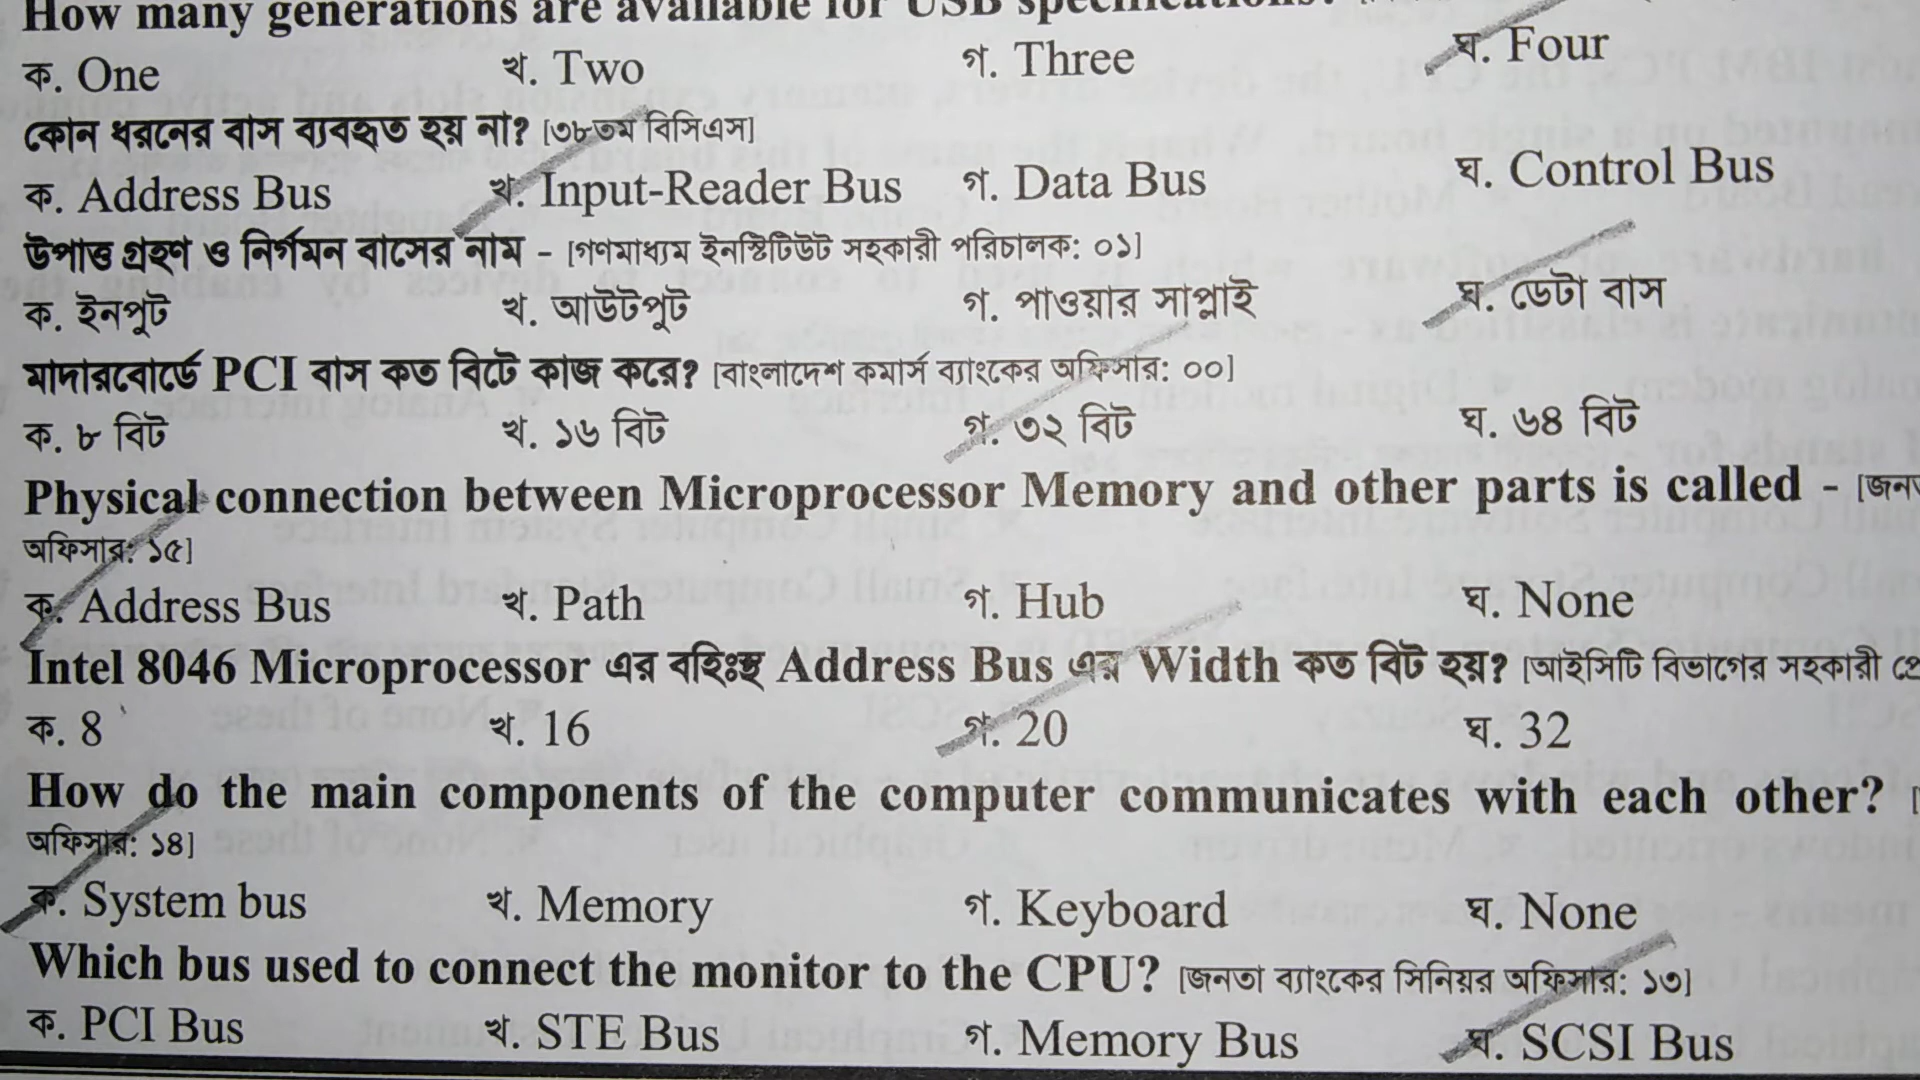 How many generations are available for USB specifications?
ক. One খ. Two গ. Three ঘ. Four
কোন ধরনের বাস ব্যবহৃত হয় না? [৩৮তম বিসিএস]
ক. Address Bus খ. Input-Reader Bus গ. Data Bus ঘ. Control Bus
উপাত্ত গ্রহণ ও নির্গমন বাসের নাম - [গণমাধ্যম ইনস্টিটিউট সহকারী পরিচালক: ০১]
ক. ইনপুট খ. আউটপুট গ. পাওয়ার সাপ্লাই ঘ. ডেটা বাস
মাদারবোর্ডে PCI বাস কত বিটে কাজ করে? [বাংলাদেশ কমার্স ব্যাংকের অফিসার: ০০]
ক. ৮ বিট খ. ১৬ বিট গ. ৩২ বিট ঘ. ৬৪ বিট
Physical connection between Microprocessor Memory and other parts is called -
অফিসার: ১৫]
ক. Address Bus খ. Path গ. Hub ঘ. None
Intel 8046 Microprocessor এর বহিঃস্থ Address Bus এর Width কত বিট হয়? [আইসিটি বিভাগের সহকারী
ক. 8 খ. 16 গ. 20 ঘ. 32
How do the main components of the computer communicates with each other? [
অফিসার: ১৪]
ক. System bus খ. Memory গ. Keyboard ঘ. None
Which bus used to connect the monitor to the CPU? [জনতা ব্যাংকের সিনিয়র অফিসার: ১৩]
ক. PCI Bus খ. STE Bus গ. Memory Bus ঘ. SCSI Bus